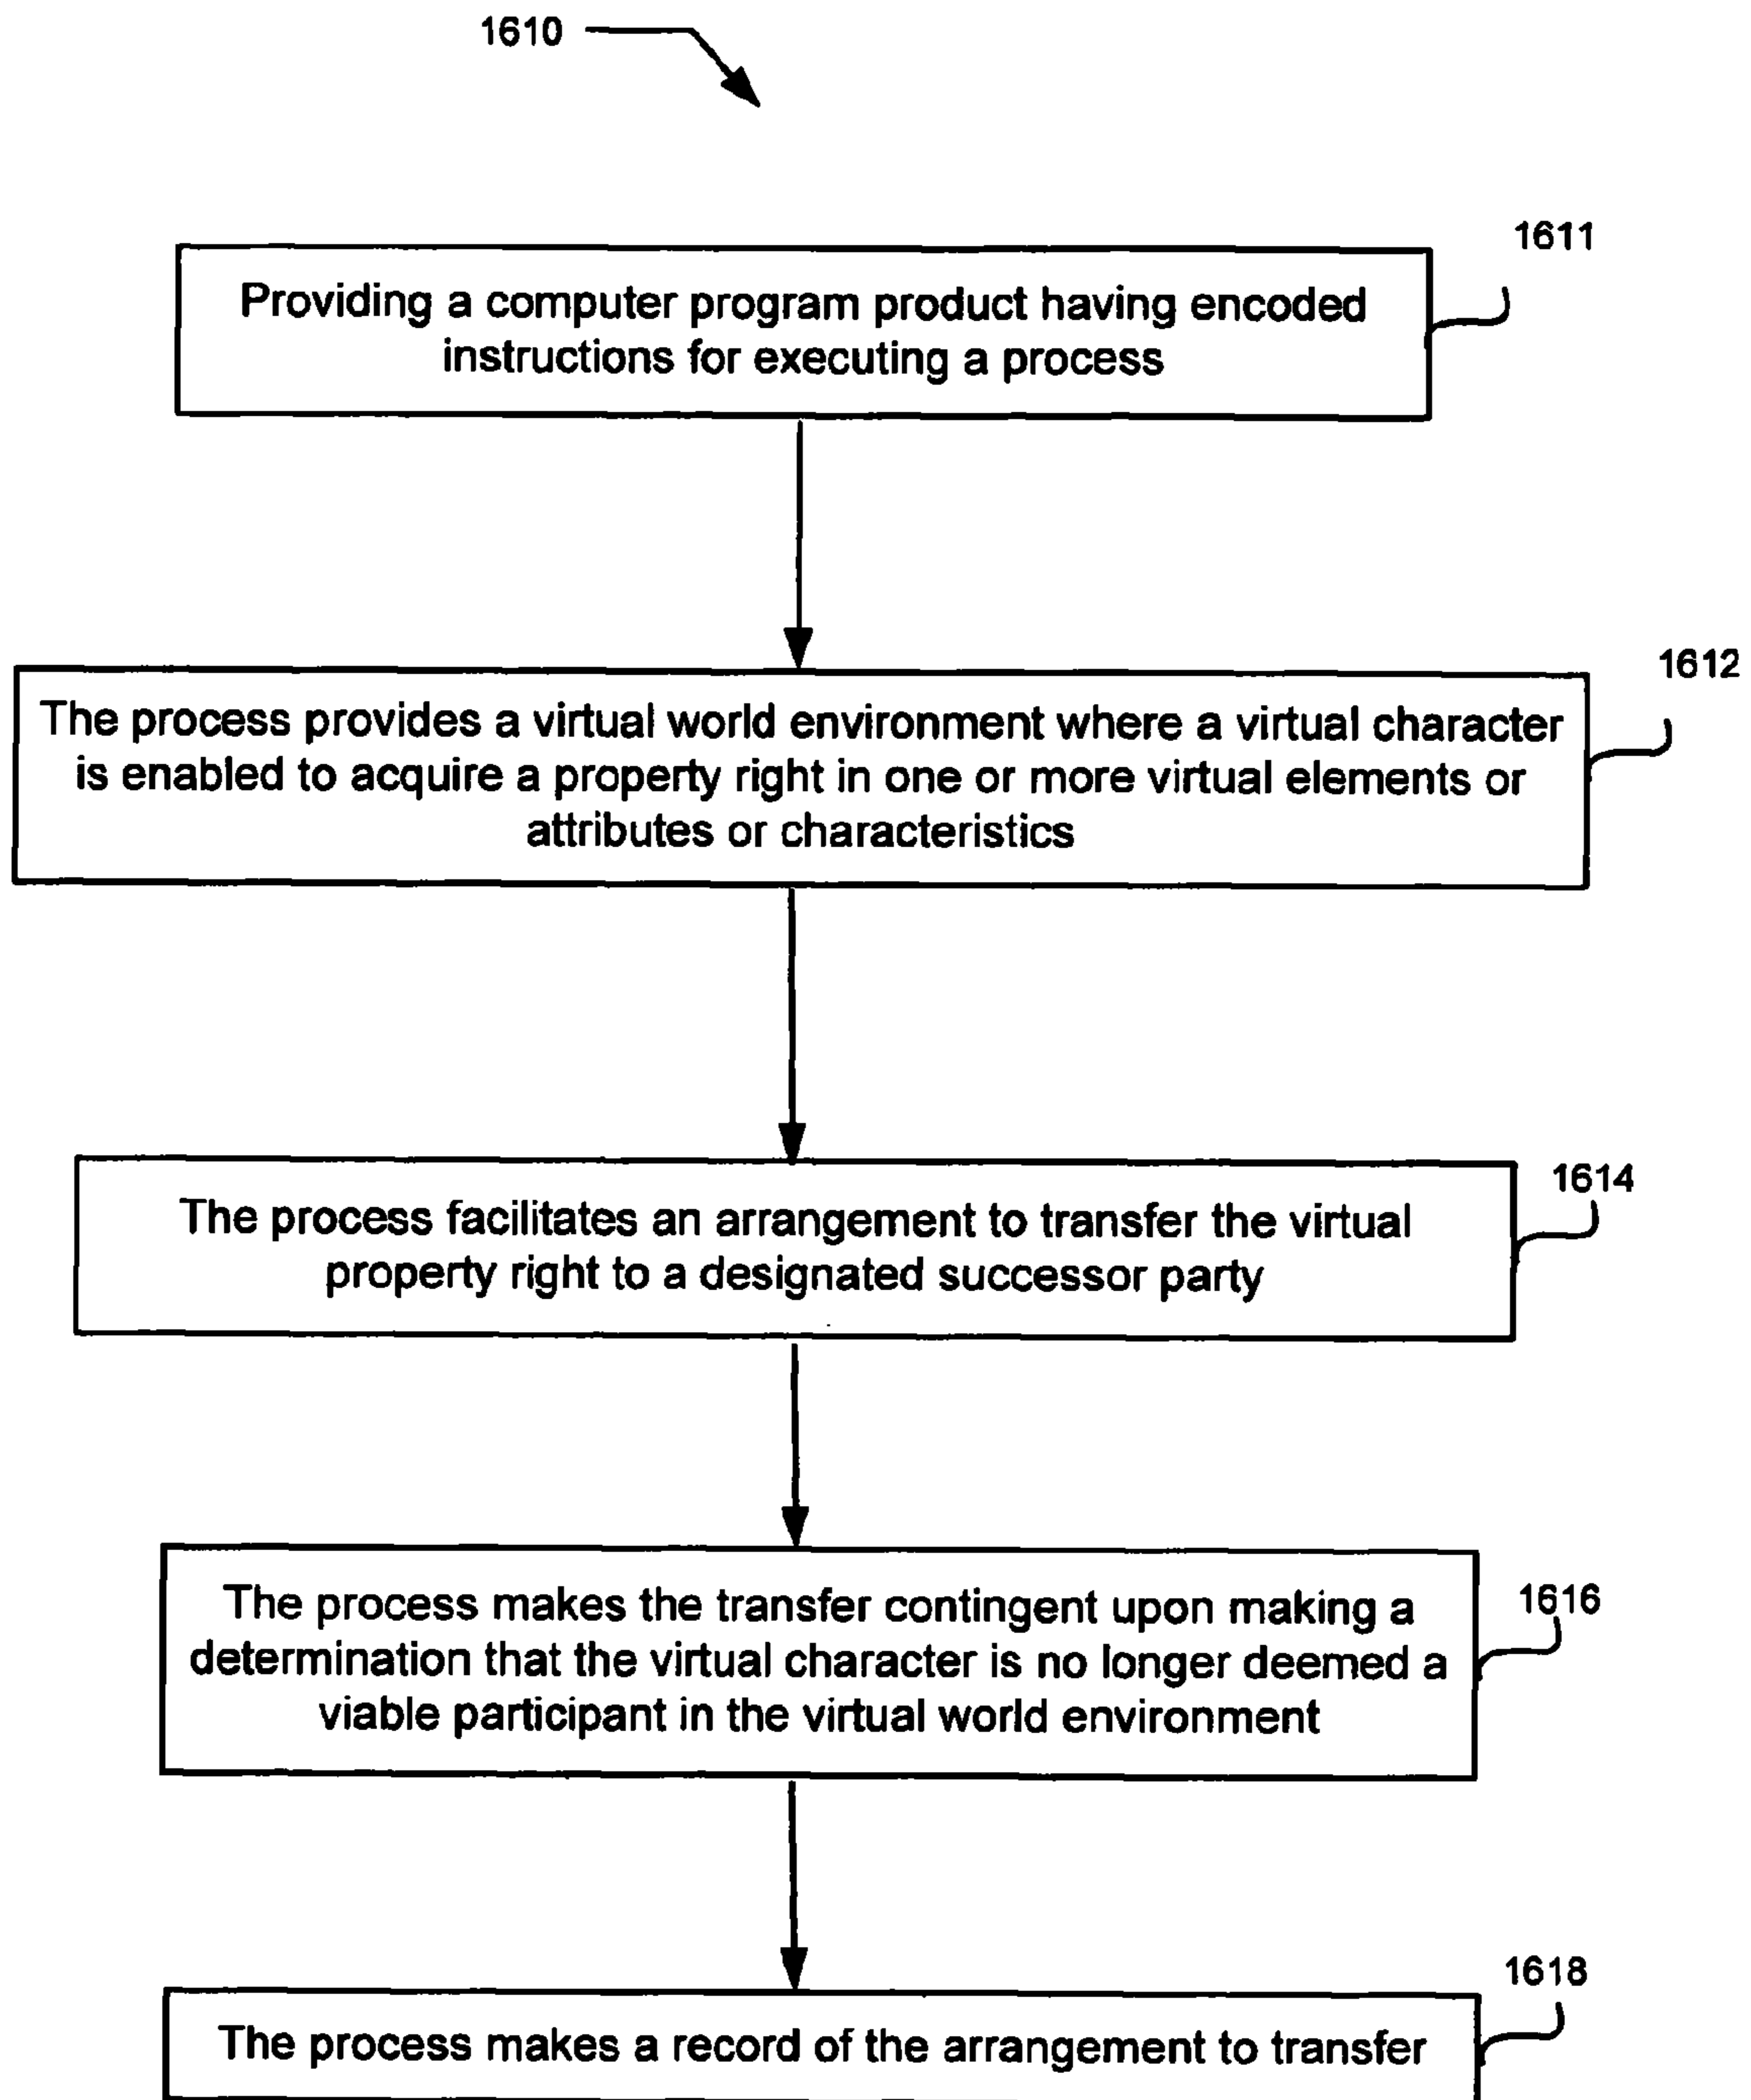 1610
1611
Providing a computer program product having encoded
instructions for executing a process
1612
The process provides a virtual world environment where a virtual character
is enabled to acquire a property right in one or more virtual elements or
attributes or characteristics
1614
The process facilitates an arrangement to transfer the virtual
property right to a designated successor party
1616
The process makes the transfer contingent upon making a
determination that the virtual character is no longer deemed a
viable participant in the virtual world environment
1618
The process makes a record of the arrangement to transfer